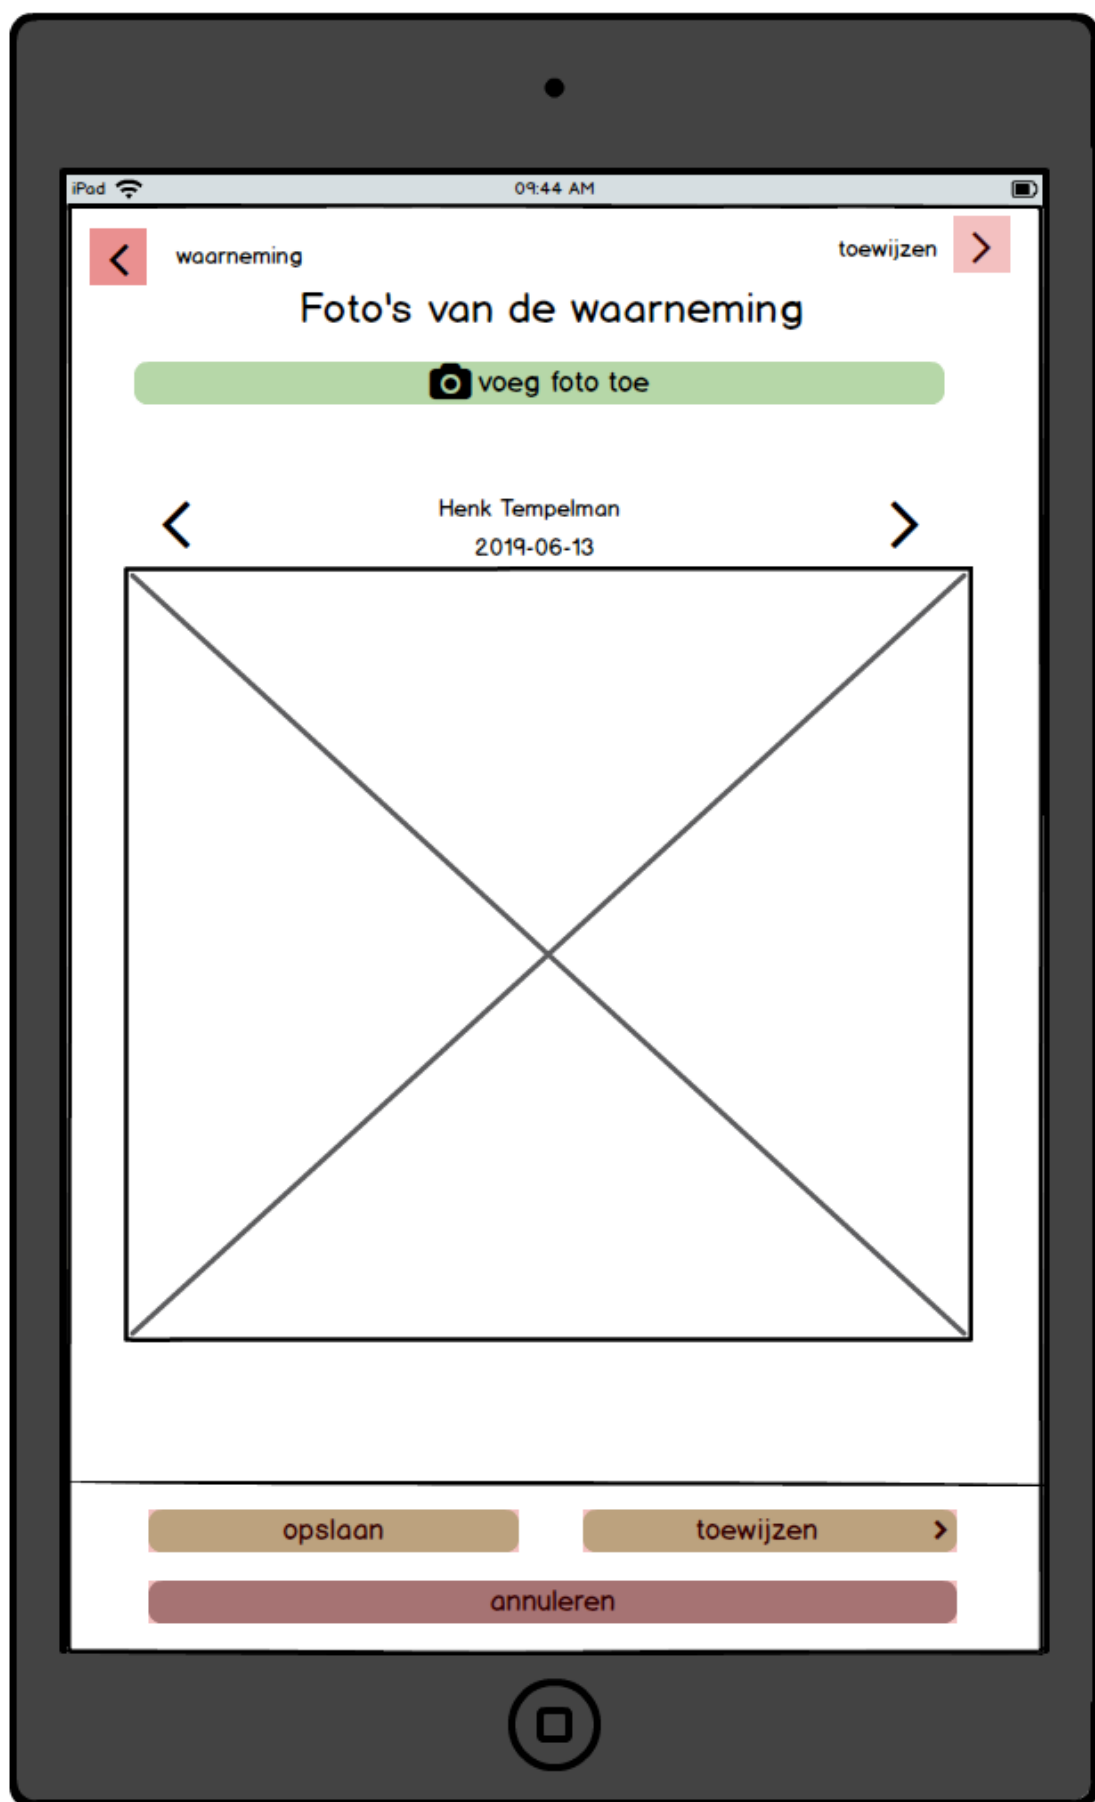 iPad 09:44 AM
waarneming
toewijzen
Foto's van de waarneming
voeg foto toe
Henk Tempelman
2019-06-13
opslaan
toewijzen
annuleren